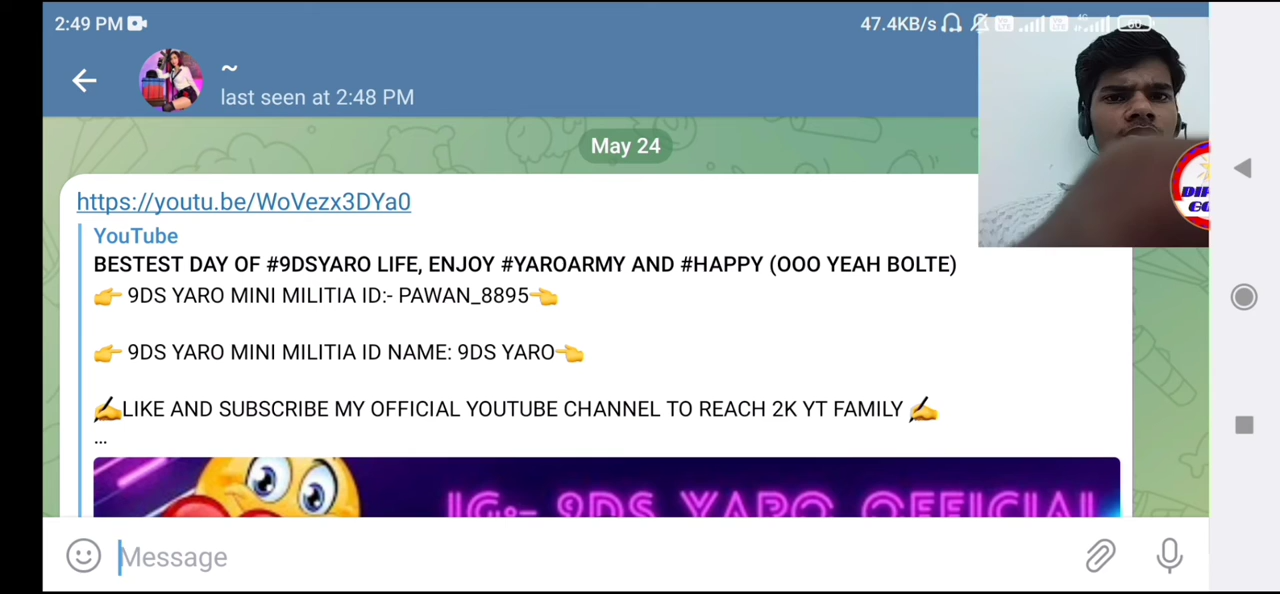 2:49 PM
47.4KB/s
4G
60
~
last seen at 2:48 PM
May 24
https://youtu.be/WoVezx3DYa0
YouTube
BESTEST DAY OF #9DSYARO LIFE, ENJOY #YAROARMY AND #HAPPY (OOO YEAH BOLTE)
👉 9DS YARO MINI MILITIA ID:- PAWAN_8895👈
👉 9DS YARO MINI MILITIA ID NAME: 9DS YARO👈
✍️LIKE AND SUBSCRIBE MY OFFICIAL YOUTUBE CHANNEL TO REACH 2K YT FAMILY ✍️
...
IG:- 9DS YARO OFFICIAL
Message